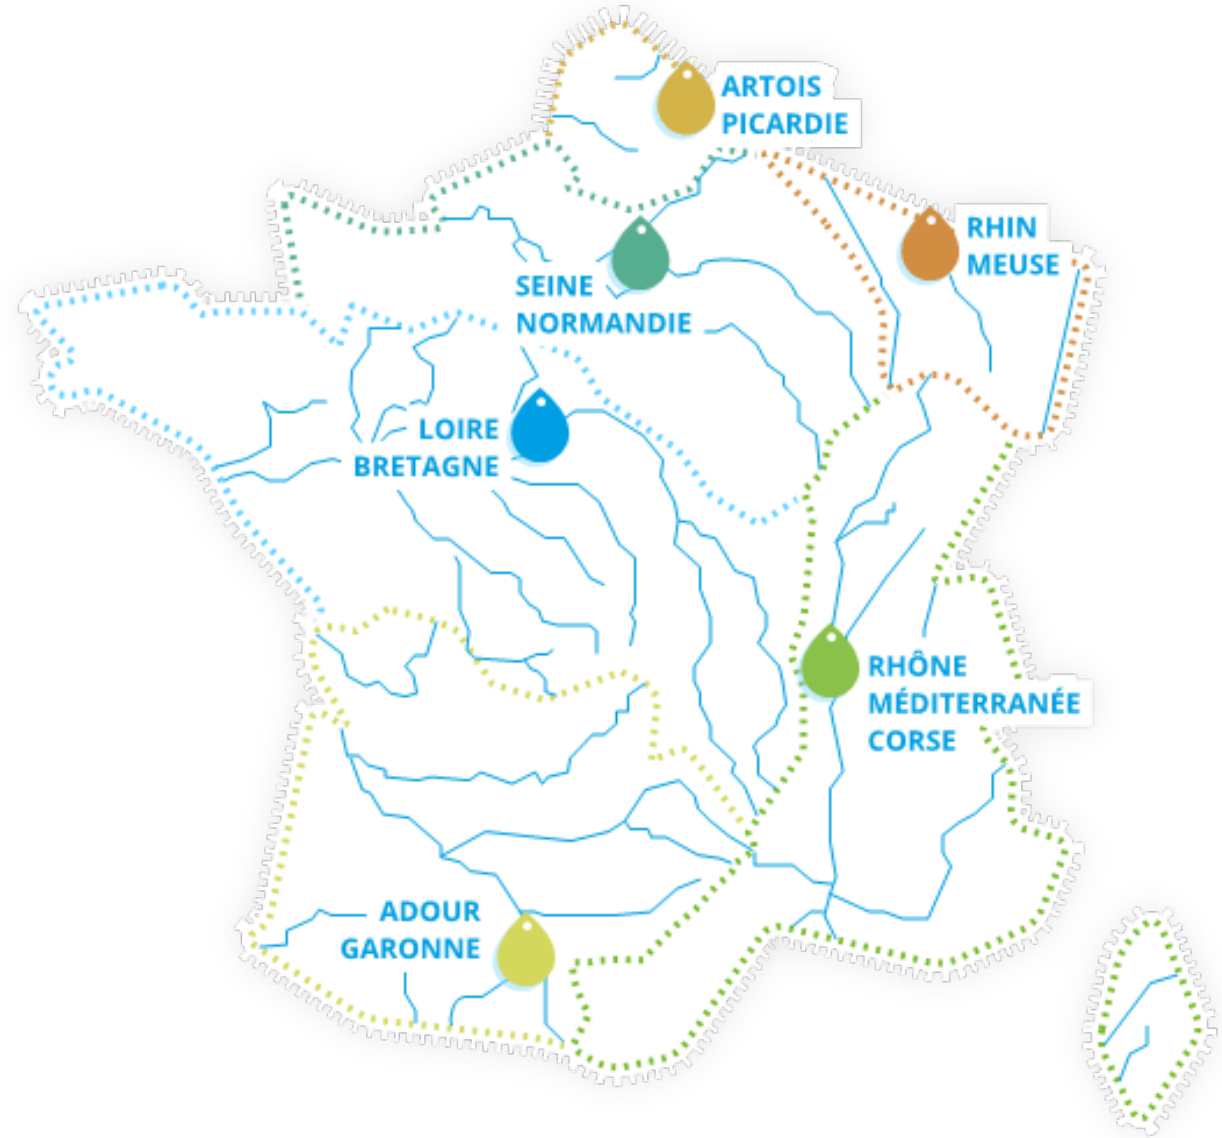 ARTOIS
PICARDIE
RHIN
MEUSE
SEINE
NORMANDIE
LOIRE
BRETAGNE
RHÔNE
MÉDITERRANÉE
CORSE
ADOUR
GARONNE